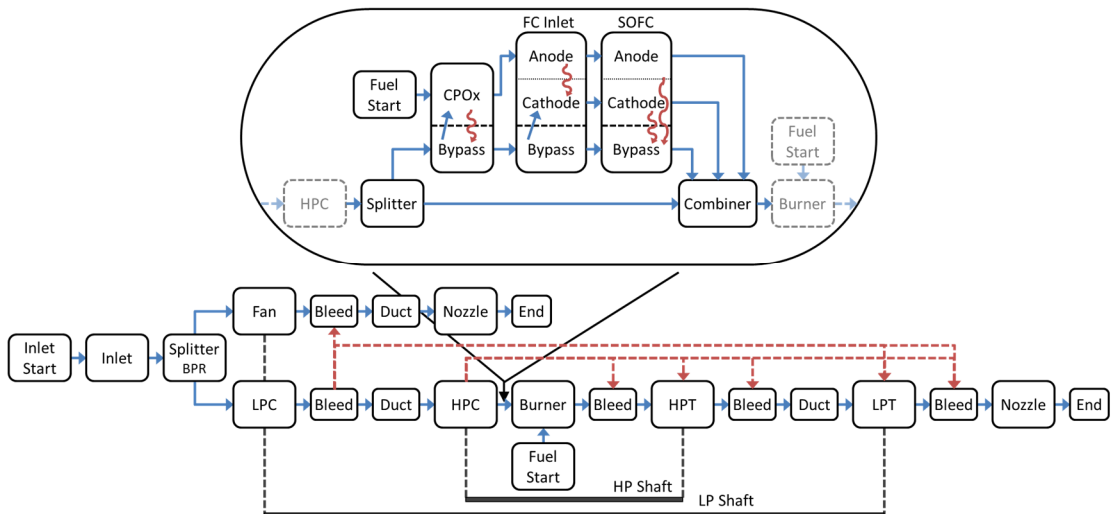 FC Inlet
SOFC
Anode
Anode
Fuel
Start
CPOx
Cathode
Cathode
Fuel
Start
Bypass
Bypass
Bypass
HPC
Splitter
Combiner
Burner
Fan
Bleed
Duct
Nozzle
End
Inlet
Start
Inlet
Splitter
BPR
LPC
Bleed
Duct
HPC
Burner
Bleed
HPT
Bleed
Duct
LPT
Bleed
Nozzle
End
Fuel
Start
HP Shaft
LP Shaft